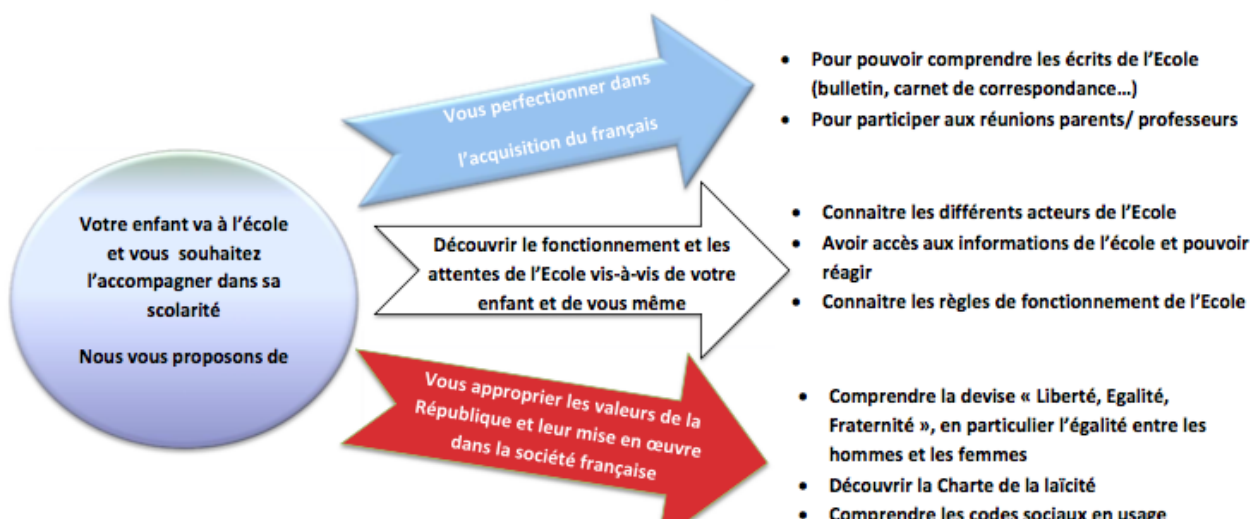 Votre enfant va à l'école
et vous souhaitez
l'accompagner dans sa
scolarité
Nous vous proposons de
Vous perfectionner dans
l'acquisition du français
• Pour pouvoir comprendre les écrits de l'Ecole
(bulletin, carnet de correspondance…)
• Pour participer aux réunions parents/ professeurs
Découvrir le fonctionnement et les
attentes de l'Ecole vis-à-vis de votre
enfant et de vous même
• Connaitre les différents acteurs de l'Ecole
• Avoir accès aux informations de l'école et pouvoir
réagir
• Connaitre les règles de fonctionnement de l'Ecole
Vous approprier les valeurs de la
République et leur mise en œuvre
dans la société française
• Comprendre la devise « Liberté, Egalité,
Fraternité », en particulier l'égalité entre les
hommes et les femmes
• Découvrir la Charte de la laïcité
• Comprendre les codes sociaux en usage